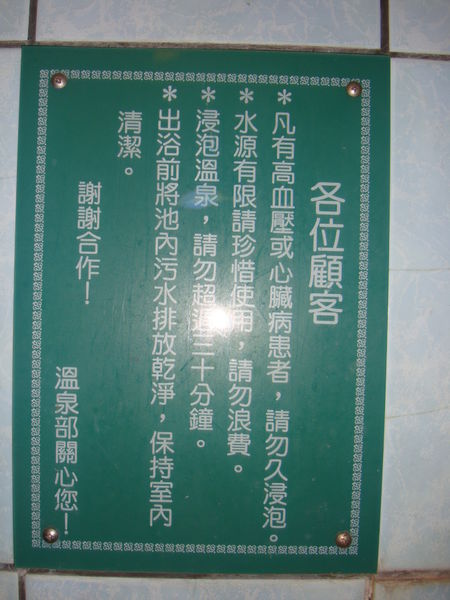 各位顧客
＊凡有高血壓或心臟病患者，請勿久浸泡。
＊水源有限請珍惜使用，請勿浪費。
＊浸泡溫泉，請勿超過三十分鐘。
＊出浴前將池內污水排放乾淨，保持室內
清潔。
謝謝合作！
溫泉部關心您！